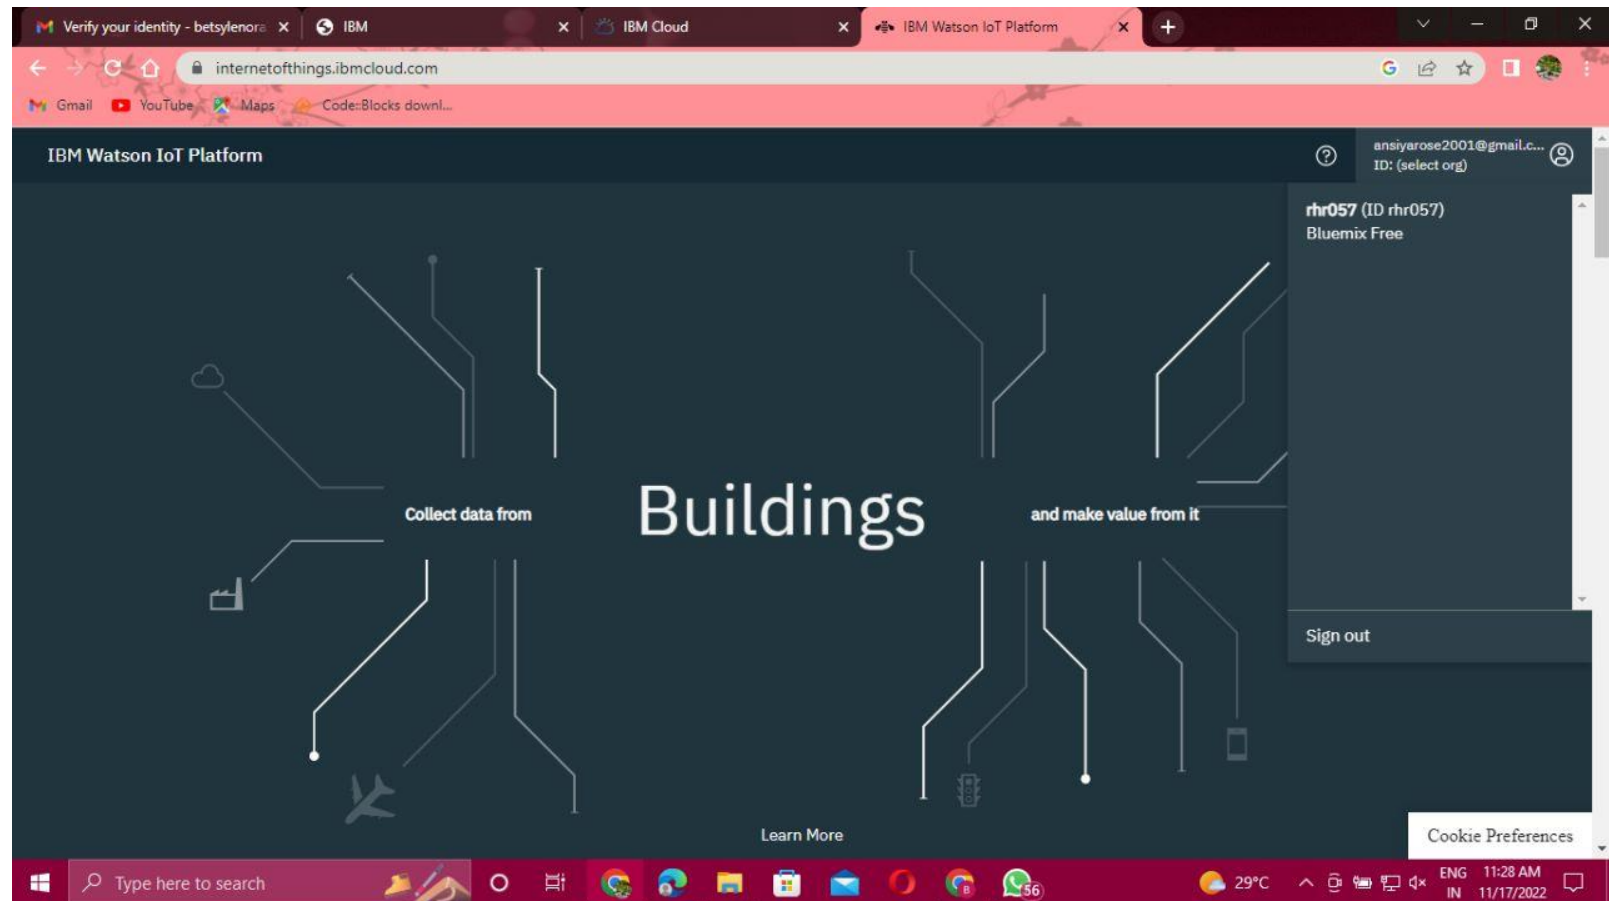 Verify your identity - betsylenora
IBM
IBM Cloud
IBM Watson IoT Platform
internetofthings.ibmcloud.com
Gmail
YouTube
Maps
Code::Blocks downl...
IBM Watson IoT Platform
ansiyarose2001@gmail.c...
ID: (select org)
rhr057 (ID rhr057)
Bluemix Free
Collect data from
Buildings
and make value from it
Sign out
Learn More
Cookie Preferences
Type here to search
56
29°C
ENG
IN
11:28 AM
11/17/2022